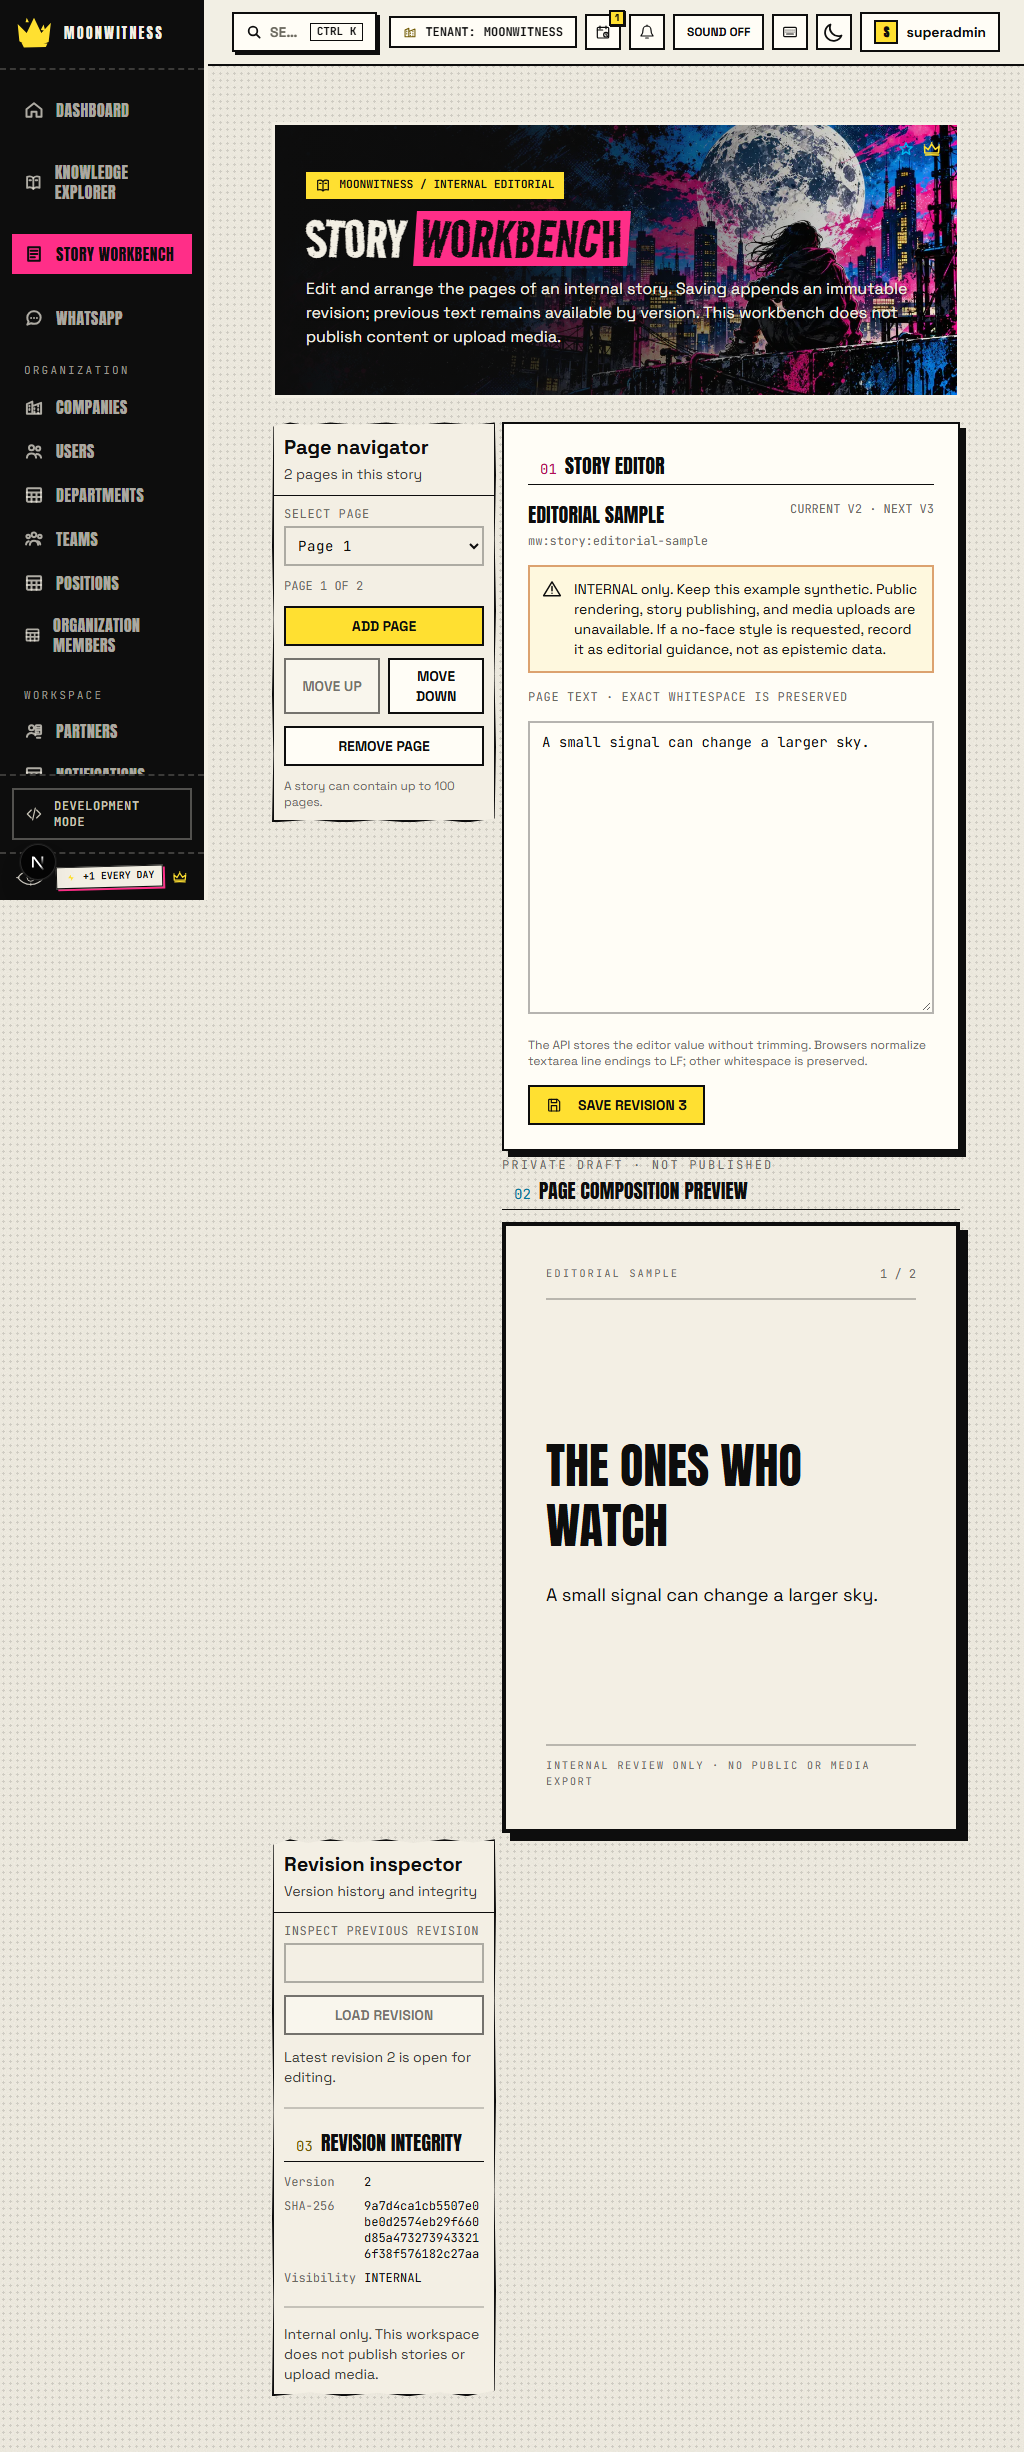 MOONWITNESS
SE... CTRL K
TENANT: MOONWITNESS
1
SOUND OFF
S superadmin
DASHBOARD
KNOWLEDGE
EXPLORER
STORY WORKBENCH
WHATSAPP
ORGANIZATION
COMPANIES
USERS
DEPARTMENTS
TEAMS
POSITIONS
ORGANIZATION
MEMBERS
WORKSPACE
PARTNERS
NOTIFICATIONS
DEVELOPMENT
MODE
N
+1 EVERY DAY
MOONWITNESS / INTERNAL EDITORIAL
STORY WORKBENCH
Edit and arrange the pages of an internal story. Saving appends an immutable
revision; previous text remains available by version. This workbench does not
publish content or upload media.
Page navigator
2 pages in this story
SELECT PAGE
Page 1
PAGE 1 OF 2
ADD PAGE
MOVE UP
MOVE
DOWN
REMOVE PAGE
A story can contain up to 100
pages.
01 STORY EDITOR
EDITORIAL SAMPLE
CURRENT V2 · NEXT V3
mw:story:editorial-sample
INTERNAL only. Keep this example synthetic. Public
rendering, story publishing, and media uploads are
unavailable. If a no-face style is requested, record
it as editorial guidance, not as epistemic data.
PAGE TEXT · EXACT WHITESPACE IS PRESERVED
A small signal can change a larger sky.
The API stores the editor value without trimming. Browsers normalize
textarea line endings to LF; other whitespace is preserved.
SAVE REVISION 3
PRIVATE DRAFT · NOT PUBLISHED
02 PAGE COMPOSITION PREVIEW
EDITORIAL SAMPLE
1 / 2
THE ONES WHO
WATCH
A small signal can change a larger sky.
INTERNAL REVIEW ONLY · NO PUBLIC OR MEDIA
EXPORT
Revision inspector
Version history and integrity
INSPECT PREVIOUS REVISION
LOAD REVISION
Latest revision 2 is open for
editing.
03 REVISION INTEGRITY
Version 2
SHA-256 9a7d4ca1cb5507e0
be0d2574eb29f660
d85a473273943321
6f38f576182c27aa
Visibility INTERNAL
Internal only. This workspace
does not publish stories or
upload media.